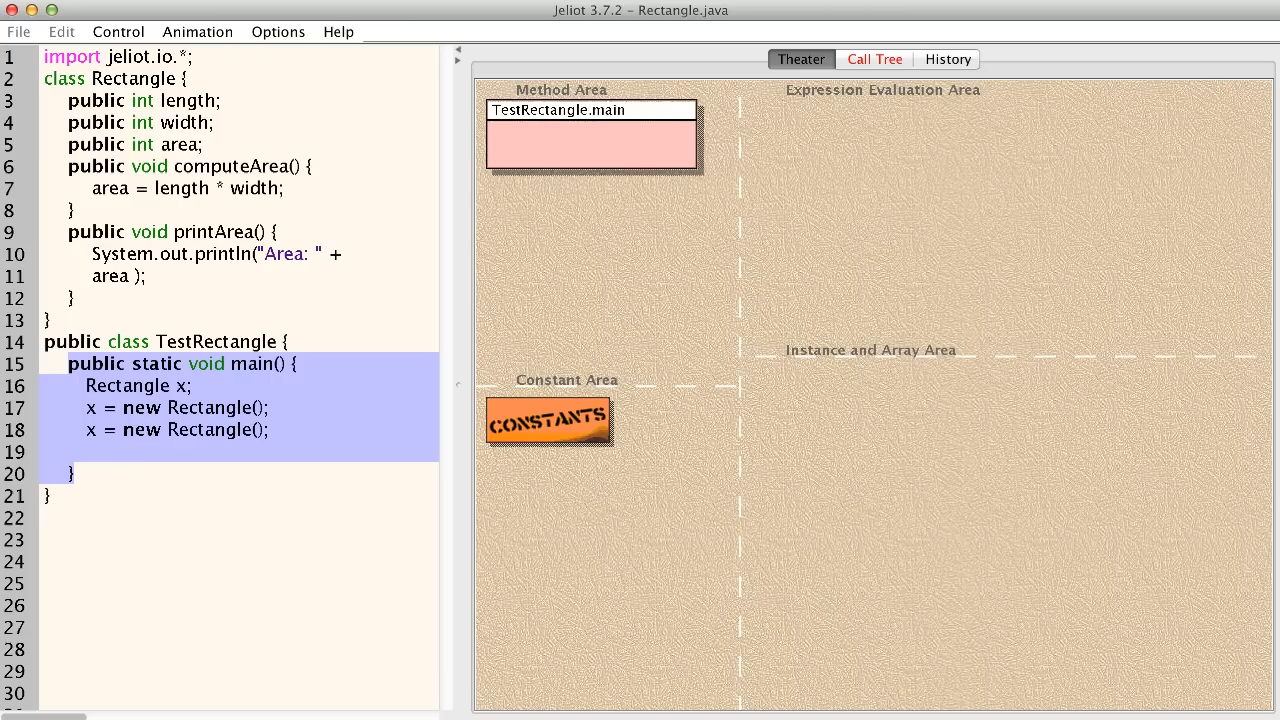 Jeliot 3.7.2 – Rectangle.java
File Edit Control Animation Options Help
1 import jeliot.io.*;
2 class Rectangle {
3 public int length;
4 public int width;
5 public int area;
6 public void computeArea() {
7 area = length * width;
8 }
9 public void printArea() {
10 System.out.println("Area: " +
11 area );
12 }
13 }
14 public class TestRectangle {
15 public static void main() {
16 Rectangle x;
17 x = new Rectangle();
18 x = new Rectangle();
19
20 }
21 }
22
23
24
25
26
27
28
29
30
Theater Call Tree History
Method Area
TestRectangle.main
Expression Evaluation Area
Constant Area
CONSTANTS
Instance and Array Area